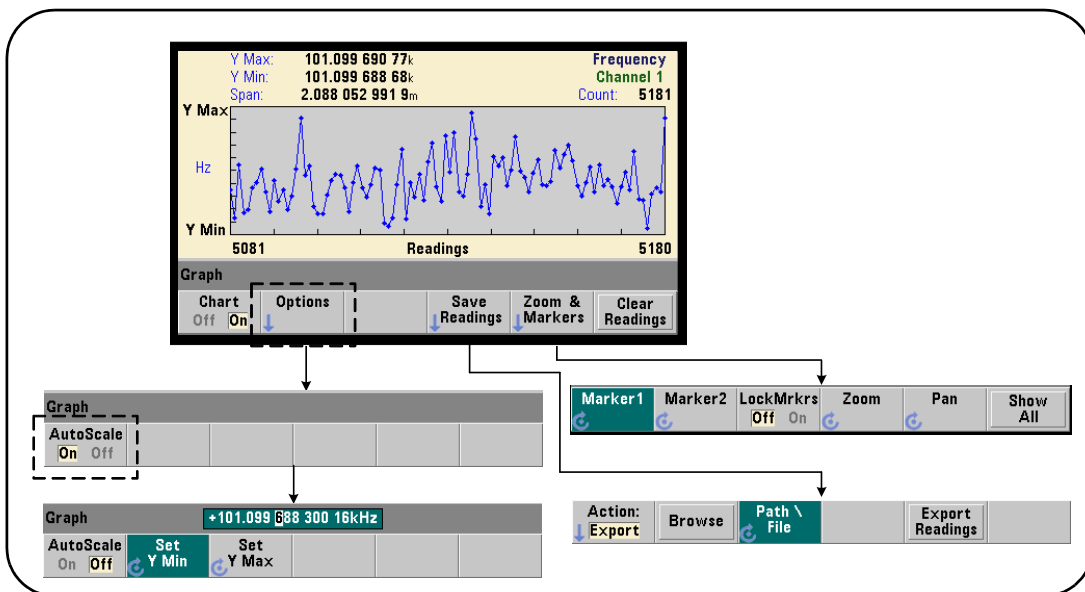 Y Max: 101.099 690 77k Frequency
Y Min: 101.099 688 68k Channel 1
Span: 2.088 052 991 9m Count: 5181
Y Max
Hz
Y Min
5081 Readings 5180
Graph
Chart Options Save Zoom & Clear
Off On Readings Markers Readings
Graph
AutoScale
On Off
Marker1 Marker2 LockMrkrs Zoom Pan Show
Off On All
Graph +101.099 688 300 16kHz
AutoScale Set Set
On Off Y Min Y Max
Action: Browse Path \ Export
Export File Readings